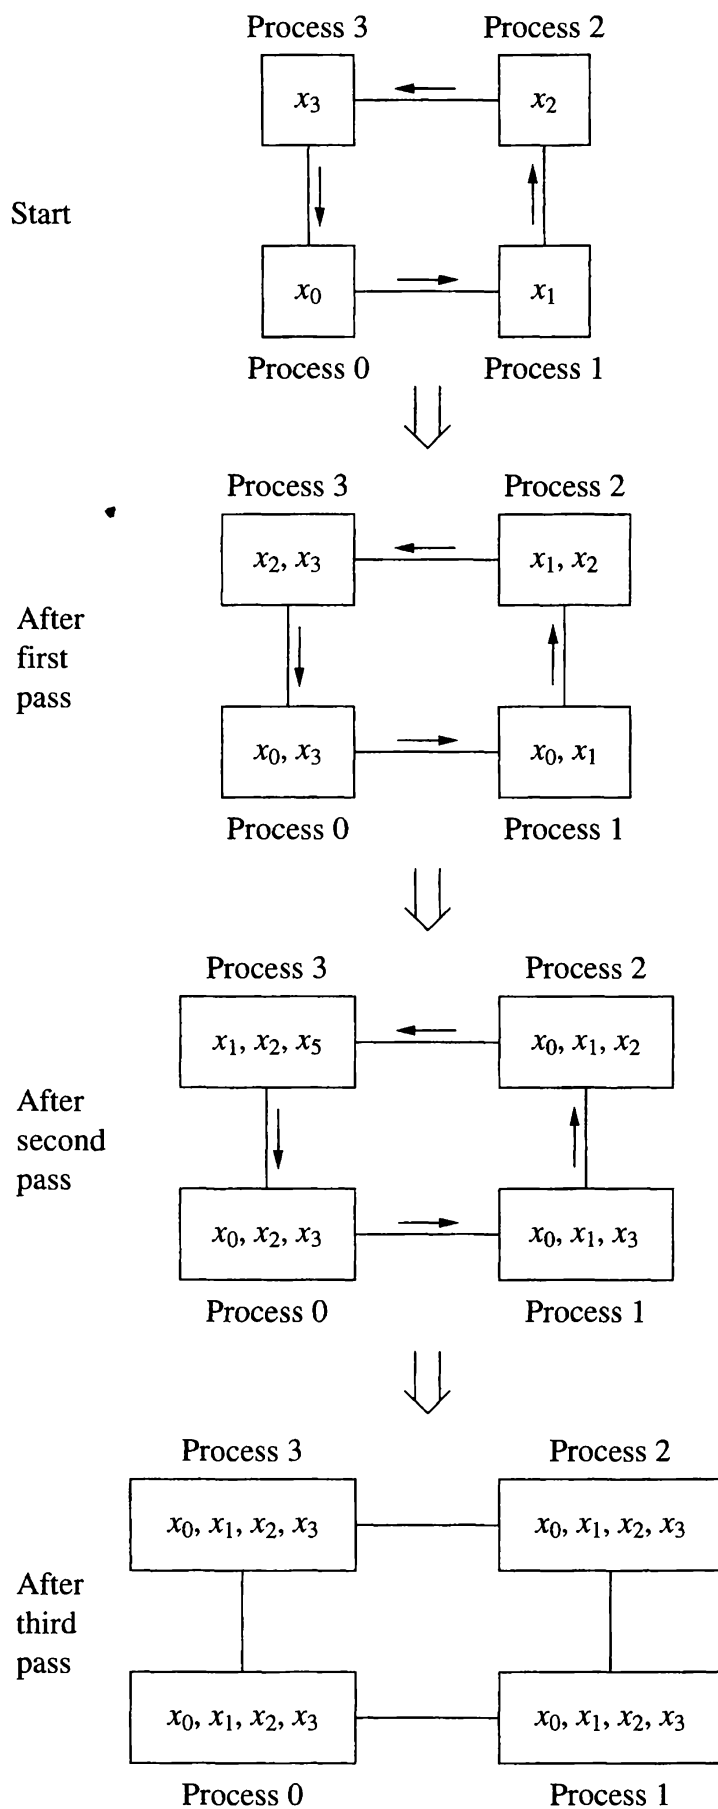 Process 3 Process 2
x₃ x₂
Start
x₀ x₁
Process 0 Process 1
Process 3 Process 2
x₂, x₃ x₁, x₂
After
first
pass
x₀, x₃ x₀, x₁
Process 0 Process 1
Process 3 Process 2
x₁, x₂, x₅ x₀, x₁, x₂
After
second
pass
x₀, x₂, x₃ x₀, x₁, x₃
Process 0 Process 1
Process 3 Process 2
x₀, x₁, x₂, x₃ x₀, x₁, x₂, x₃
After
third
pass
x₀, x₁, x₂, x₃ x₀, x₁, x₂, x₃
Process 0 Process 1